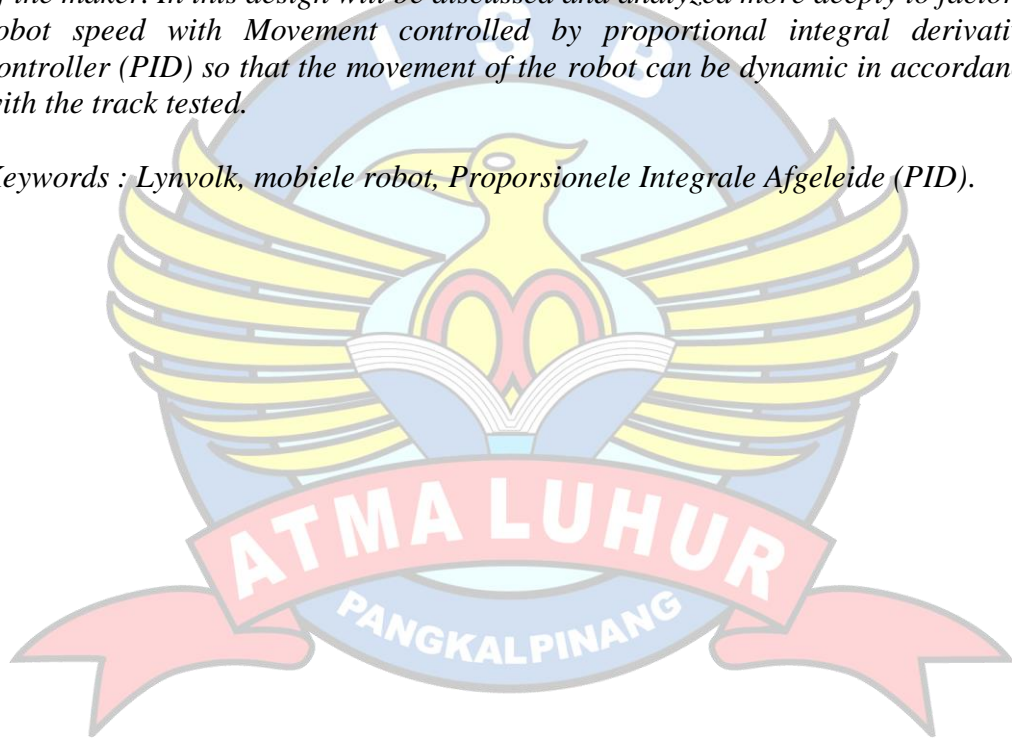 of the maker. In this design will be discussed and analyzed more deeply to factor
robot speed with Movement controlled by proportional integral derivati
controller (PID) so that the movement of the robot can be dynamic in accordan
with the track tested.
Keywords : Lynvolk, mobiele robot, Proporsionele Integrale Afgeleide (PID).
I S B
ATMA LUHUR
PANGKALPINANG